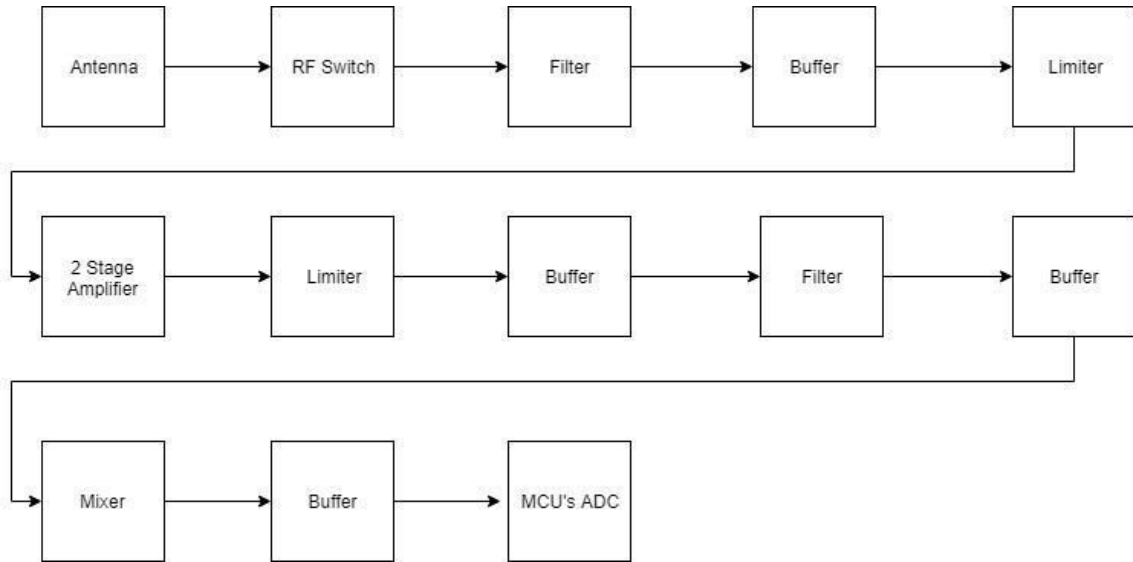 Antenna
RF Switch
Filter
Buffer
Limiter
2 Stage
Amplifier
Limiter
Buffer
Filter
Buffer
Mixer
Buffer
MCU's ADC